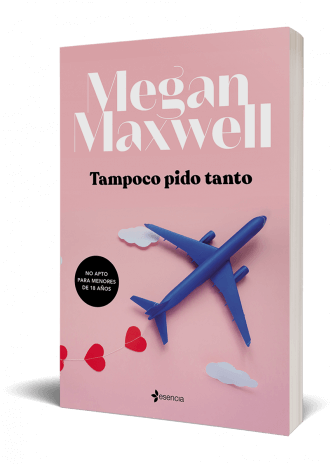 Megan
Maxwell
Tampoco pido tanto
NO APTO
PARA MENORES
DE 18 AÑOS
esencia